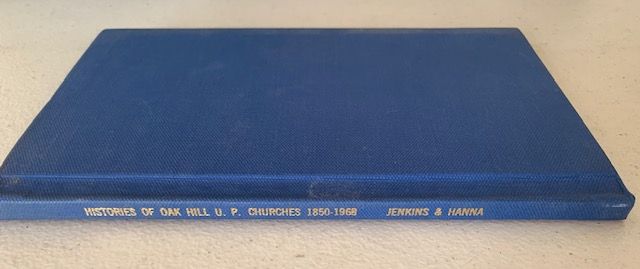 HISTORIES OF OAK HILL U. P. CHURCHES 1850-1968 JENKINS & HANNA